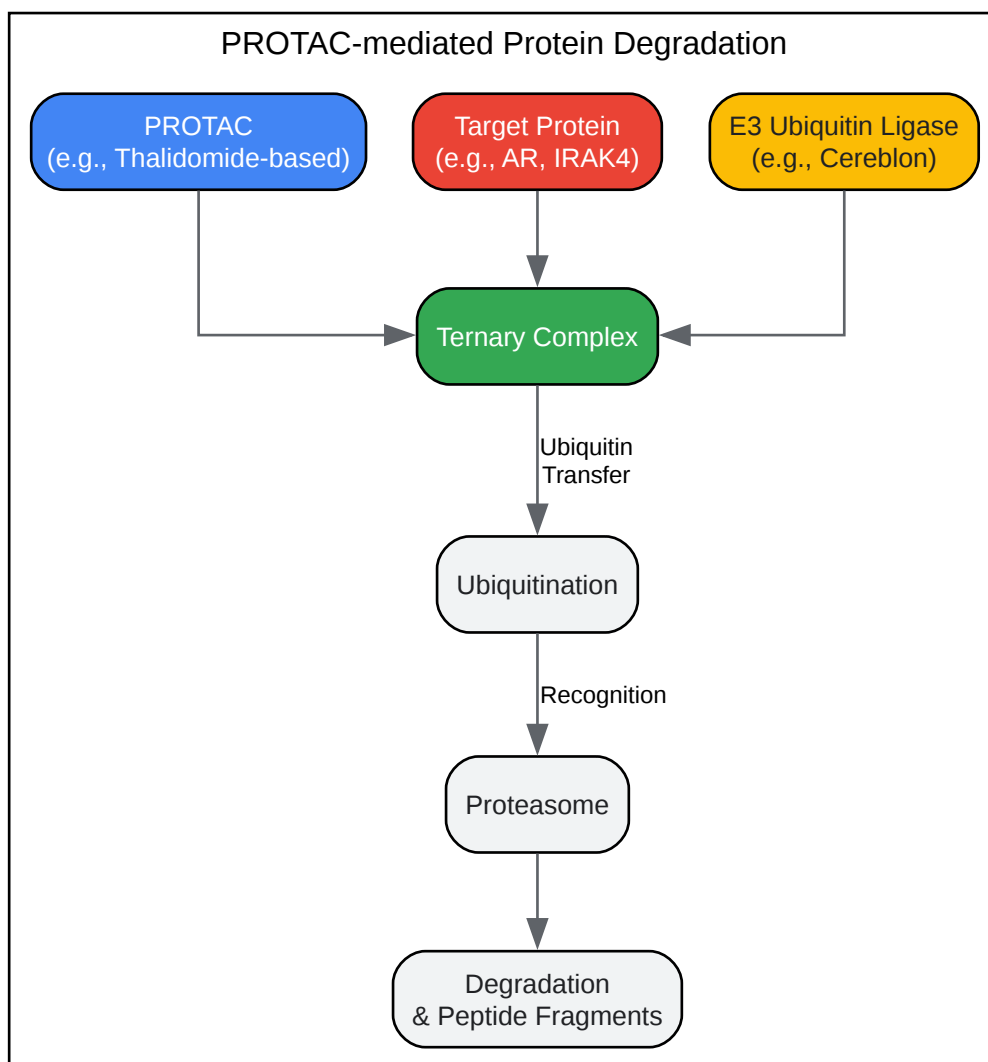 PROTAC-mediated Protein Degradation
PROTAC
(e.g., Thalidomide-based)
Target Protein
(e.g., AR, IRAK4)
E3 Ubiquitin Ligase
(e.g., Cereblon)
Ternary Complex
Ubiquitin
Transfer
Ubiquitination
Recognition
Proteasome
Degradation
& Peptide Fragments